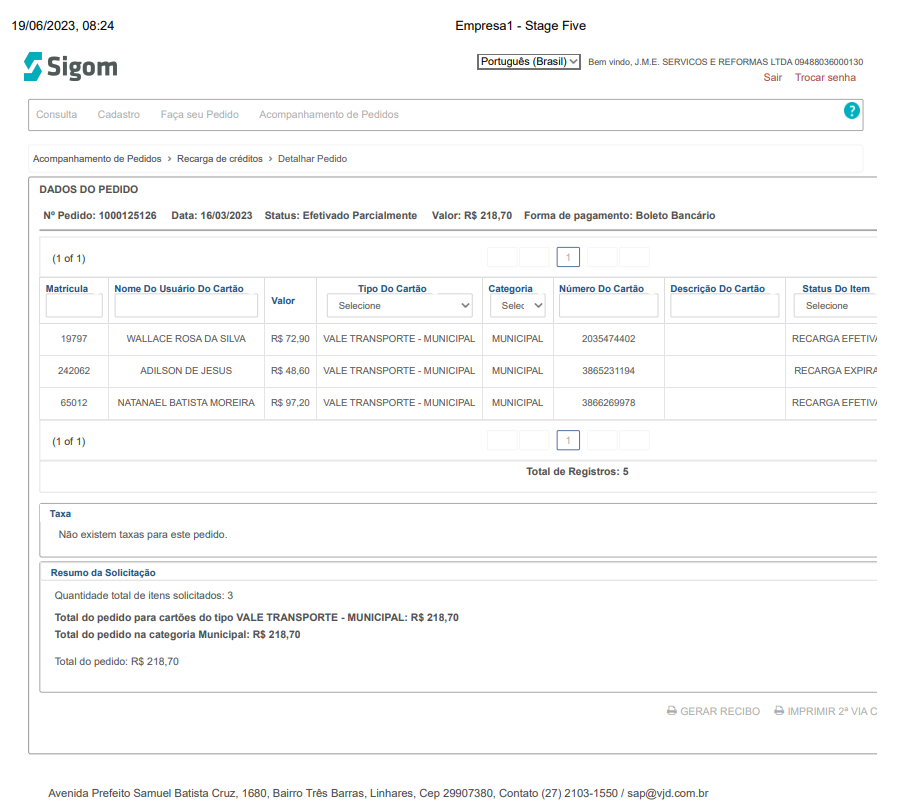 19/06/2023, 08:24 Empresa1 - Stage Five
Sigom
Português (Brasil) Bem vindo, J.M.E. SERVICOS E REFORMAS LTDA 09488036000130
Sair Trocar senha
Consulta Cadastro Faça seu Pedido Acompanhamento de Pedidos ?
Acompanhamento de Pedidos › Recarga de créditos › Detalhar Pedido
DADOS DO PEDIDO
Nº Pedido: 1000125126 Data: 16/03/2023 Status: Efetivado Parcialmente Valor: R$ 218,70 Forma de pagamento: Boleto Bancário
(1 of 1) 1
Matrícula Nome Do Usuário Do Cartão Valor Tipo Do Cartão Categoria Número Do Cartão Descrição Do Cartão Status Do Item
Selecione Selec Selecione
19797 WALLACE ROSA DA SILVA R$ 72,90 VALE TRANSPORTE - MUNICIPAL MUNICIPAL 2035474402 RECARGA EFETIVA
242062 ADILSON DE JESUS R$ 48,60 VALE TRANSPORTE - MUNICIPAL MUNICIPAL 3865231194 RECARGA EXPIRA
65012 NATANAEL BATISTA MOREIRA R$ 97,20 VALE TRANSPORTE - MUNICIPAL MUNICIPAL 3866269978 RECARGA EFETIVA
(1 of 1) 1
Total de Registros: 5
Taxa
Não existem taxas para este pedido.
Resumo da Solicitação
Quantidade total de itens solicitados: 3
Total do pedido para cartões do tipo VALE TRANSPORTE - MUNICIPAL: R$ 218,70
Total do pedido na categoria Municipal: R$ 218,70
Total do pedido: R$ 218,70
GERAR RECIBO IMPRIMIR 2ª VIA C
Avenida Prefeito Samuel Batista Cruz, 1680, Bairro Três Barras, Linhares, Cep 29907380, Contato (27) 2103-1550 / sap@vjd.com.br